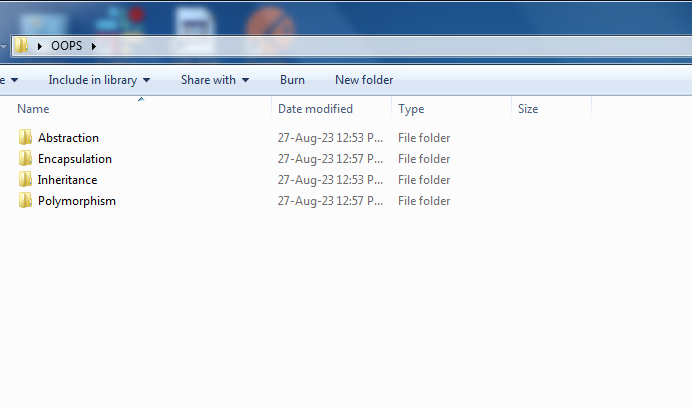 OOPS
e Include in library Share with Burn New folder
Name Date modified Type Size
Abstraction 27-Aug-23 12:53 P... File folder
Encapsulation 27-Aug-23 12:57 P... File folder
Inheritance 27-Aug-23 12:53 P... File folder
Polymorphism 27-Aug-23 12:57 P... File folder